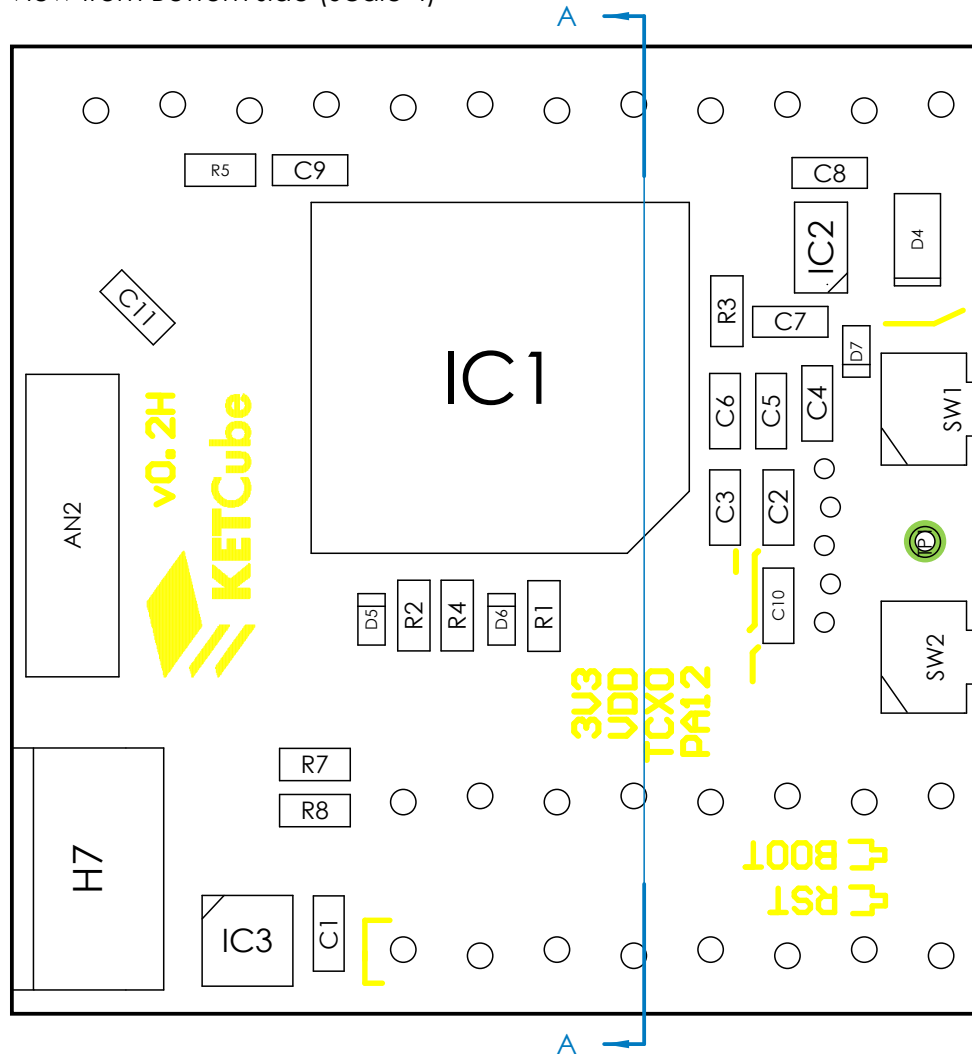 View from Bottom side (Scale 4)
A
R5
C9
C8
IC2
D4
C11
R3
C7
D7
IC1
SW1
C6
C5
C4
v0.2H
KETCube
AN2
C3
C2
C10
D5
R2
R4
D6
R1
SW2
3V3
VDD
TCXO
PA12
R7
R8
BOOT
RST
H7
IC3
C1
A